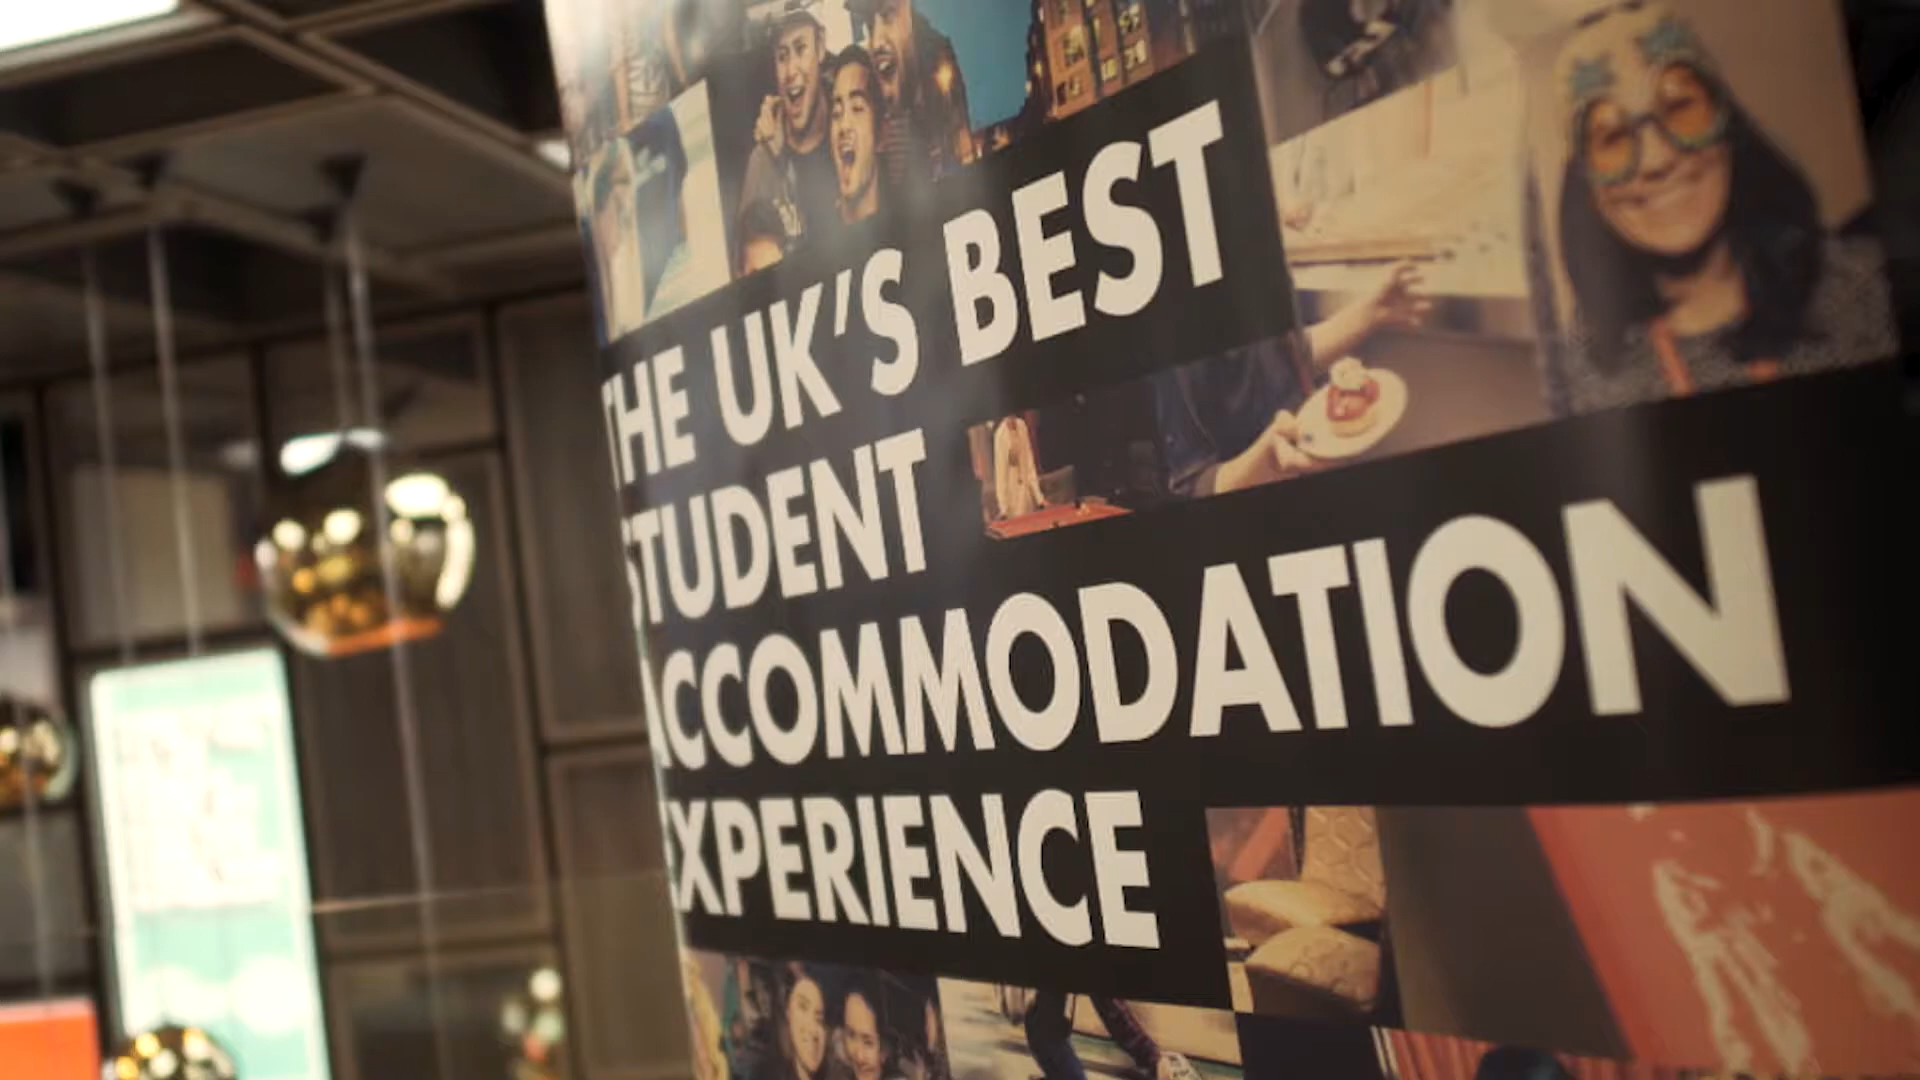 THE UK'S BEST
STUDENT
ACCOMMODATION
EXPERIENCE